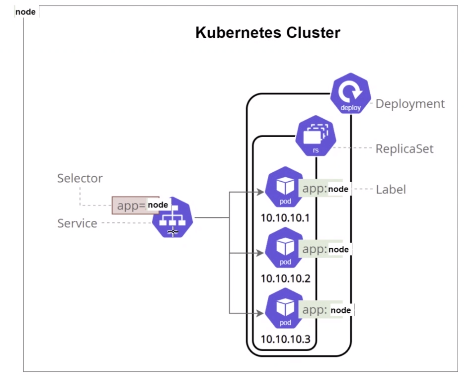 node
Kubernetes Cluster
deploy
Deployment
rs
ReplicaSet
Selector
app= node
Service
pod
app: node
Label
10.10.10.1
pod
app: node
10.10.10.2
pod
app: node
10.10.10.3